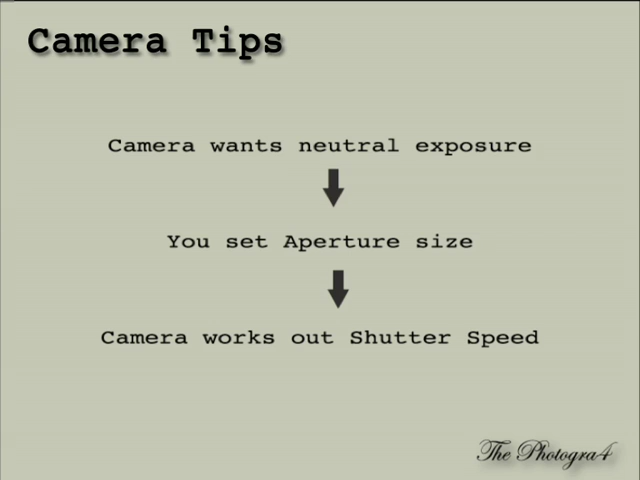 Camera Tips
Camera wants neutral exposure
You set Aperture size
Camera works out Shutter Speed
The Photogra4